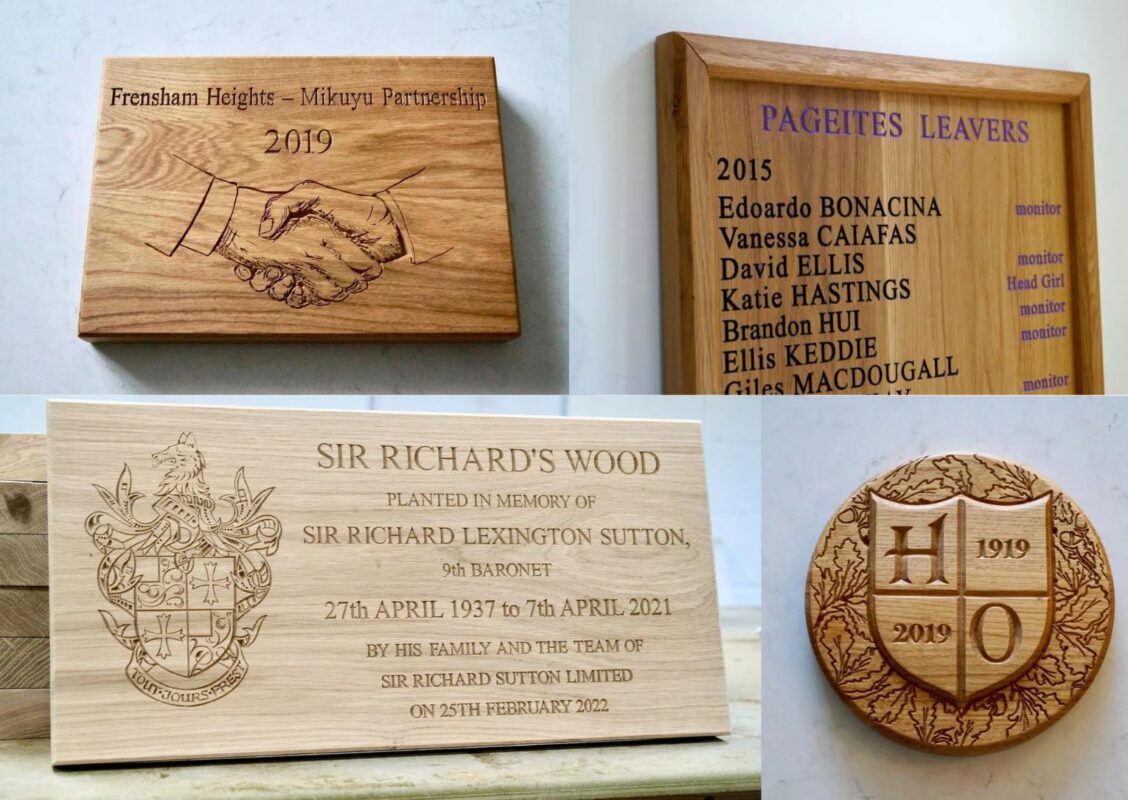 Frensham Heights – Mikuyu Partnership
2019
PAGEITES LEAVERS
2015
Edoardo BONACINA monitor
Vanessa CAIAFAS
David ELLIS monitor
Katie HASTINGS Head Girl
Brandon HUI monitor
Ellis KEDDIE monitor
Giles MACDOUGALL monitor
SIR RICHARD'S WOOD
PLANTED IN MEMORY OF
SIR RICHARD LEXINGTON SUTTON,
9th BARONET
27th APRIL 1937 to 7th APRIL 2021
BY HIS FAMILY AND THE TEAM OF
SIR RICHARD SUTTON LIMITED
ON 25TH FEBRUARY 2022
TOUT·JOURS·PREST
H 1919
2019 O